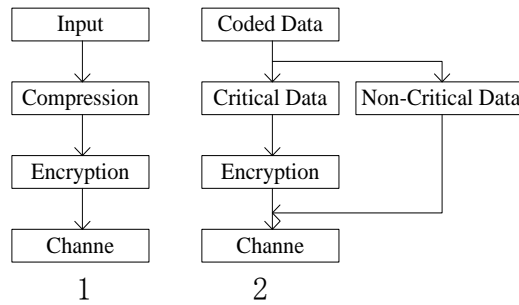 Input
Compression
Encryption
Channe
1
Coded Data
Critical Data
Non-Critical Data
Encryption
Channe
2